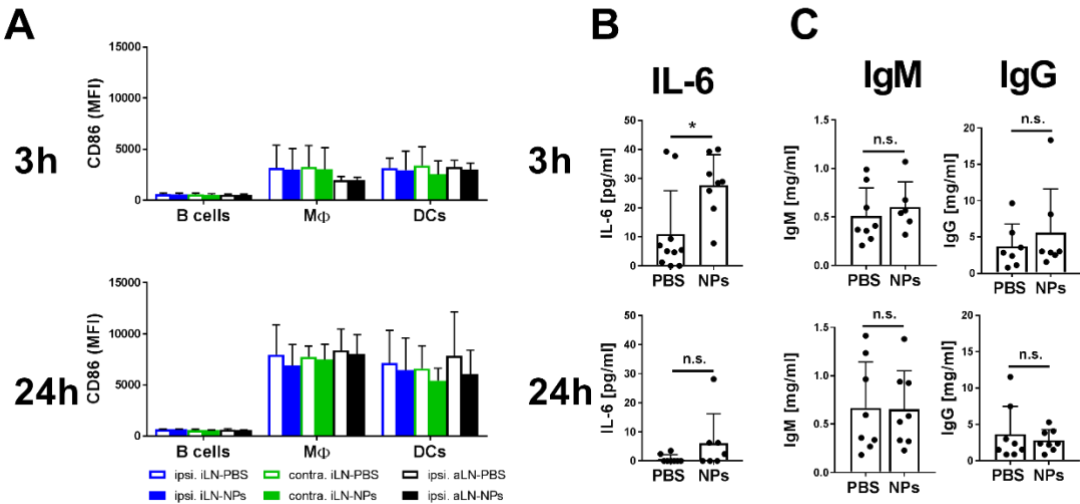 A
B
C
IL-6
IgM
IgG
3h
CD86 (MFI)
15000
10000
5000
0
B cells
MΦ
DCs
IL-6 [pg/ml]
50
40
30
20
10
0
*
PBS
NPs
IgM [mg/ml]
1.5
1.0
0.5
0.0
n.s.
PBS
NPs
IgG [mg/ml]
20
15
10
5
0
n.s.
PBS
NPs
24h
CD86 (MFI)
15000
10000
5000
0
B cells
MΦ
DCs
ipsi. iLN-PBS
contra. iLN-PBS
ipsi. aLN-PBS
ipsi. iLN-NPs
contra. iLN-NPs
ipsi. aLN-NPs
IL-6 [pg/ml]
50
40
30
20
10
0
n.s.
PBS
NPs
IgM [mg/ml]
1.5
1.0
0.5
0.0
n.s.
PBS
NPs
IgG [mg/ml]
20
15
10
5
0
n.s.
PBS
NPs